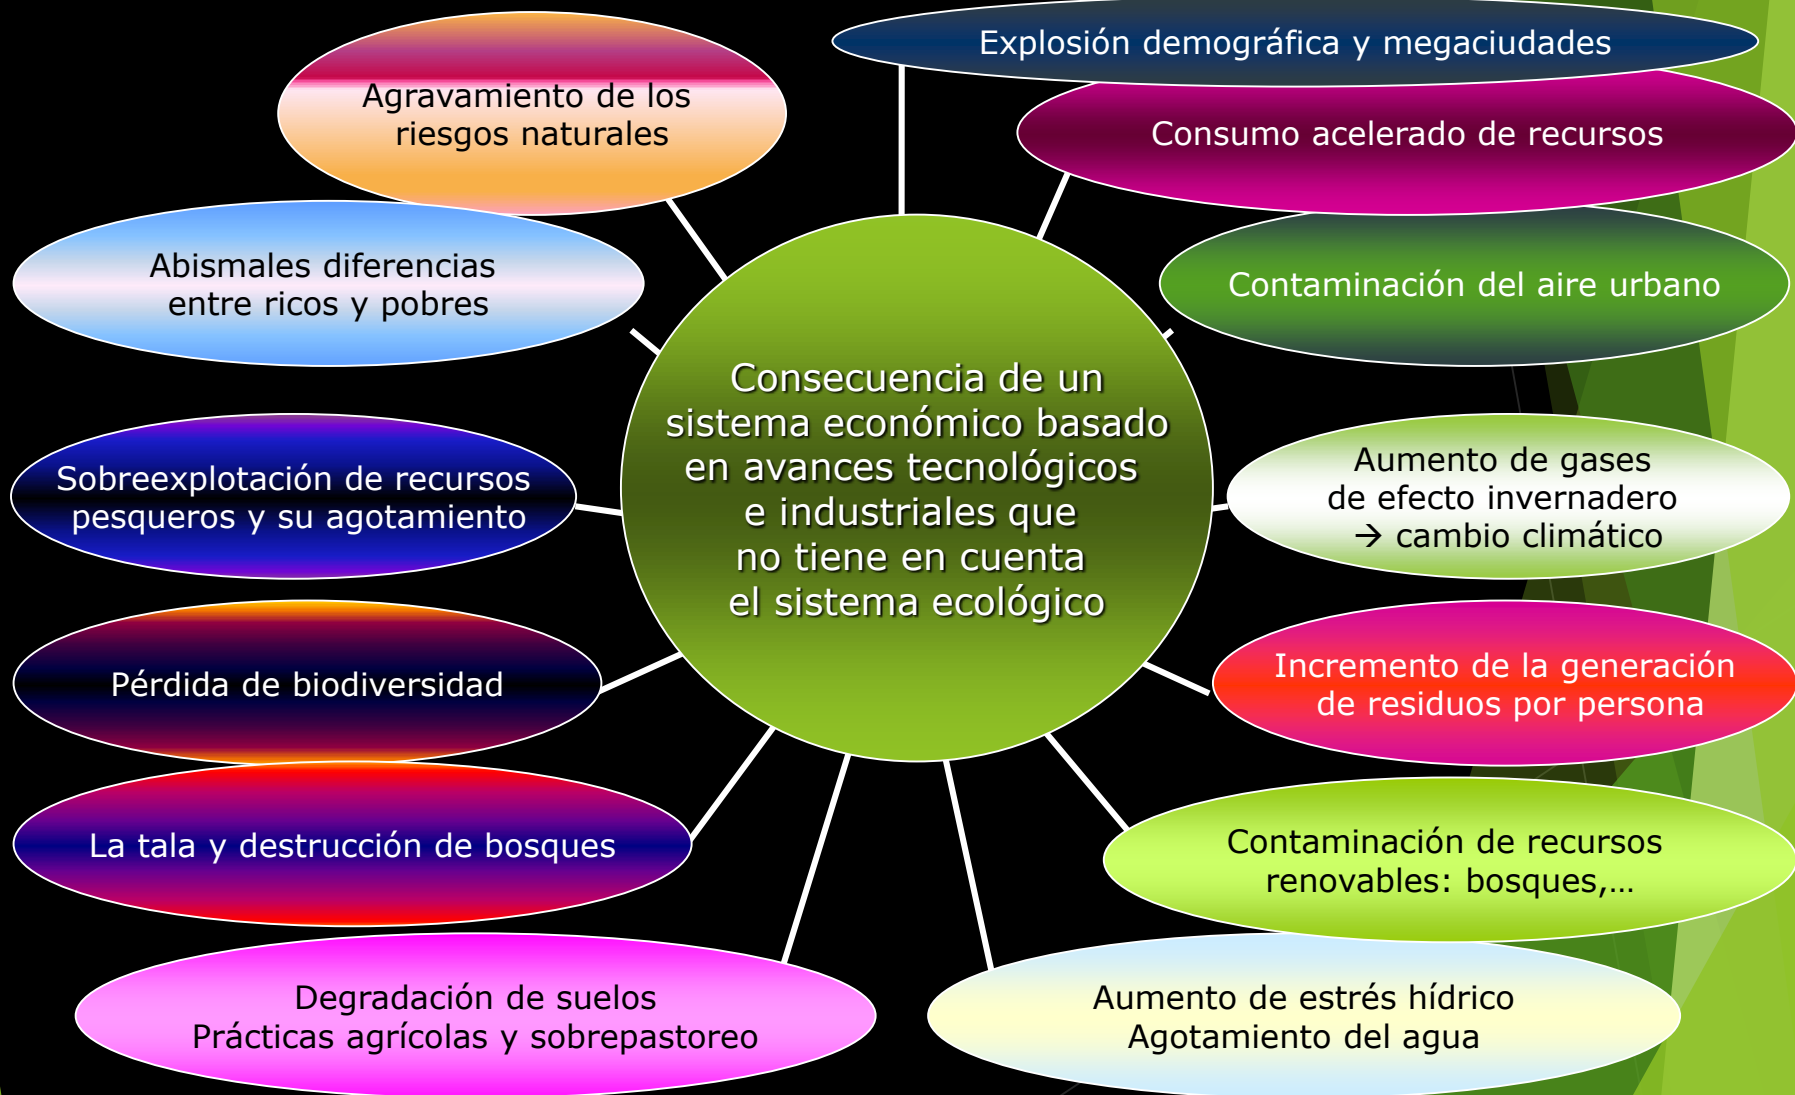 Explosión demográfica y megaciudades
Consumo acelerado de recursos
Contaminación del aire urbano
Aumento de gases
de efecto invernadero
→ cambio climático
Incremento de la generación
de residuos por persona
Contaminación de recursos
renovables: bosques,…
Aumento de estrés hídrico
Agotamiento del agua
Degradación de suelos
Prácticas agrícolas y sobrepastoreo
La tala y destrucción de bosques
Pérdida de biodiversidad
Sobreexplotación de recursos
pesqueros y su agotamiento
Abismales diferencias
entre ricos y pobres
Agravamiento de los
riesgos naturales
Consecuencia de un
sistema económico basado
en avances tecnológicos
e industriales que
no tiene en cuenta
el sistema ecológico